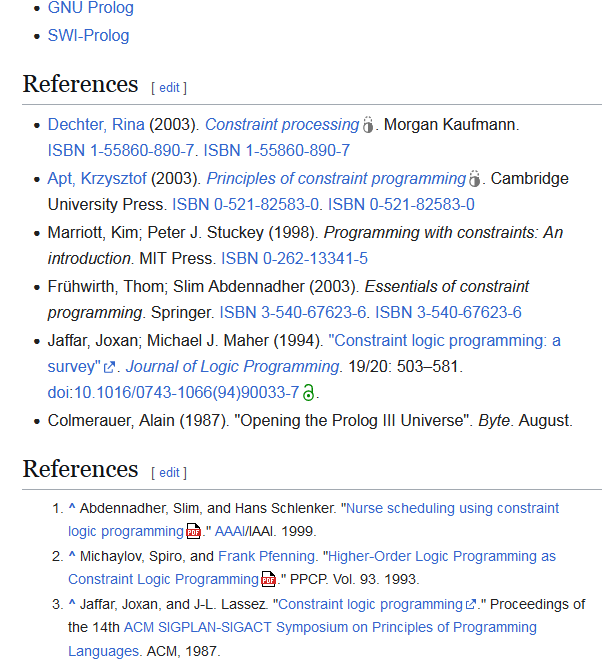 GNU Prolog
SWI-Prolog
References [ edit ]
Dechter, Rina (2003). Constraint processing. Morgan Kaufmann.
ISBN 1-55860-890-7. ISBN 1-55860-890-7
Apt, Krzysztof (2003). Principles of constraint programming. Cambridge
University Press. ISBN 0-521-82583-0. ISBN 0-521-82583-0
Marriott, Kim; Peter J. Stuckey (1998). Programming with constraints: An
introduction. MIT Press. ISBN 0-262-13341-5
Frühwirth, Thom; Slim Abdennadher (2003). Essentials of constraint
programming. Springer. ISBN 3-540-67623-6. ISBN 3-540-67623-6
Jaffar, Joxan; Michael J. Maher (1994). "Constraint logic programming: a
survey". Journal of Logic Programming. 19/20: 503–581.
doi:10.1016/0743-1066(94)90033-7.
Colmerauer, Alain (1987). "Opening the Prolog III Universe". Byte. August.
References [ edit ]
1. ^ Abdennadher, Slim, and Hans Schlenker. "Nurse scheduling using constraint
logic programming." AAAI/IAAI. 1999.
2. ^ Michaylov, Spiro, and Frank Pfenning. "Higher-Order Logic Programming as
Constraint Logic Programming." PPCP. Vol. 93. 1993.
3. ^ Jaffar, Joxan, and J-L. Lassez. "Constraint logic programming." Proceedings of
the 14th ACM SIGPLAN-SIGACT Symposium on Principles of Programming
Languages. ACM, 1987.